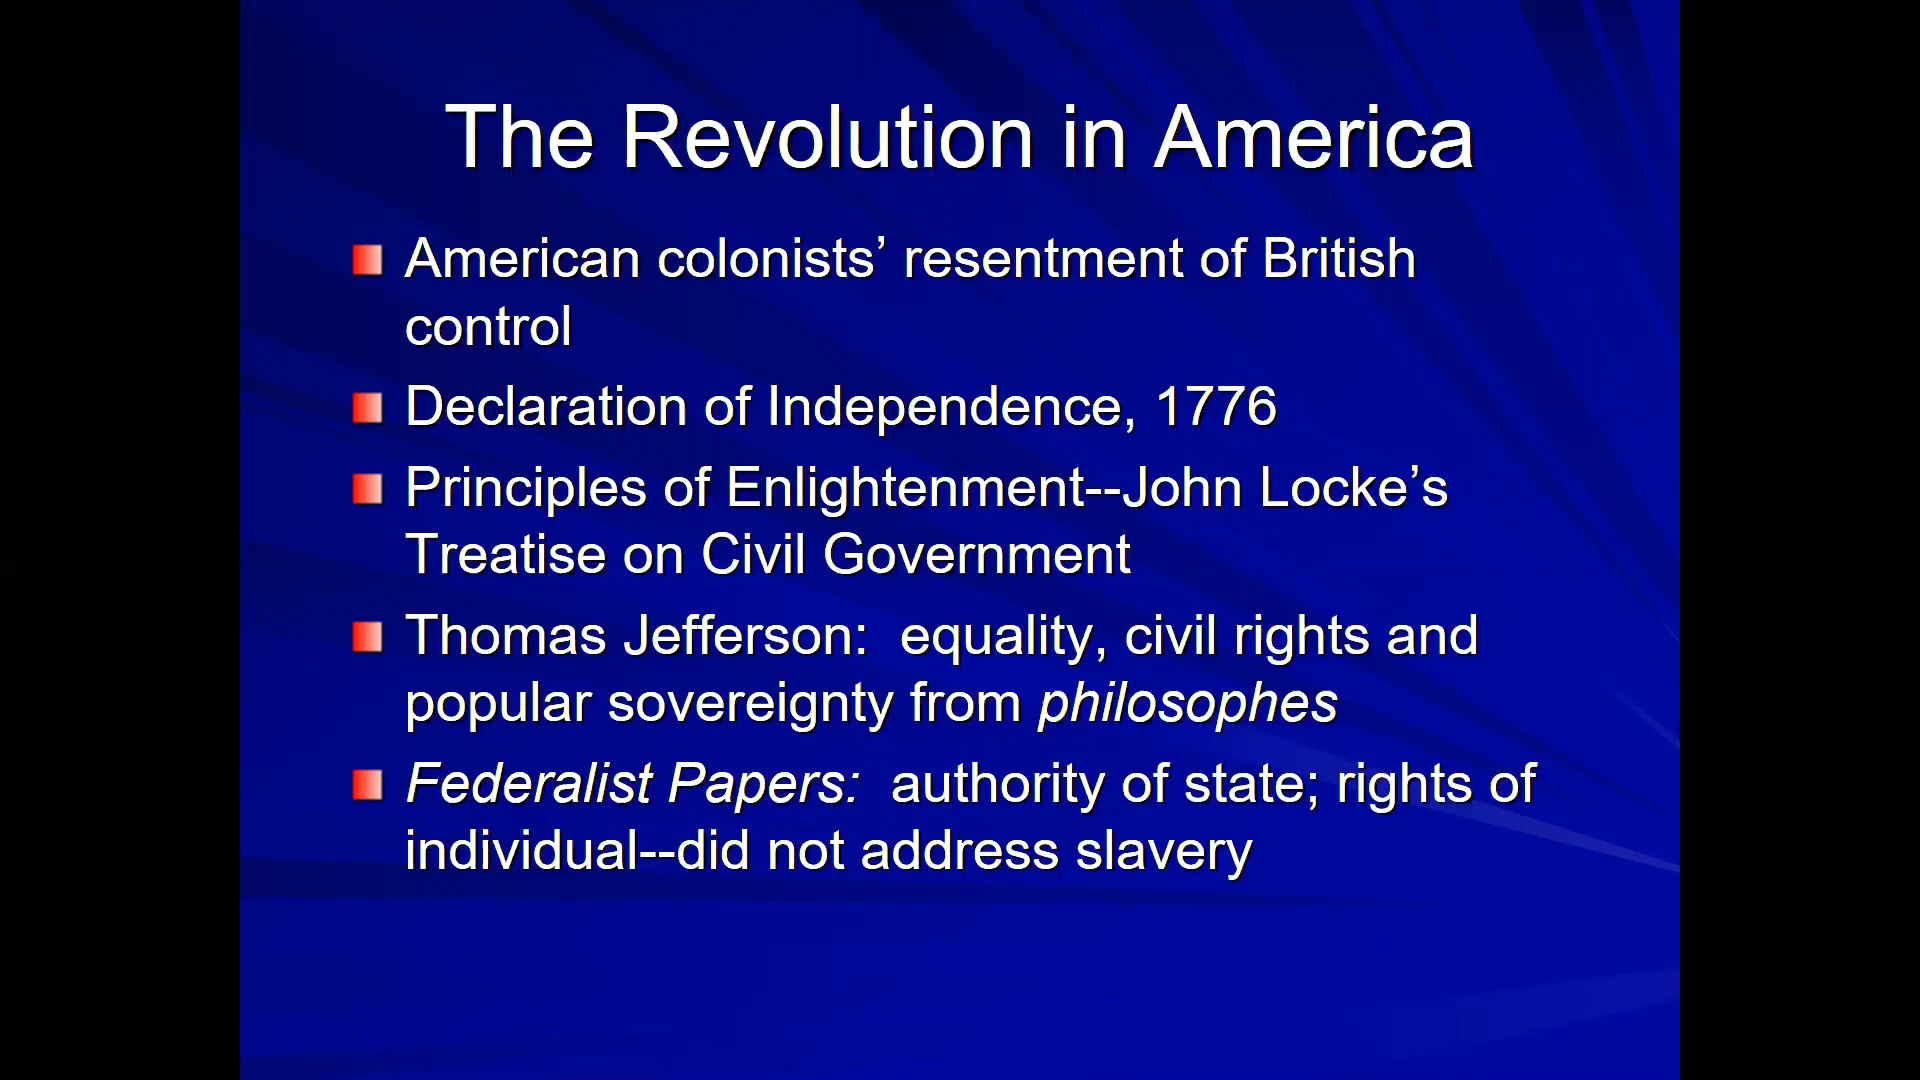 The Revolution in America
American colonists’ resentment of British
control
Declaration of Independence, 1776
Principles of Enlightenment--John Locke’s
Treatise on Civil Government
Thomas Jefferson:  equality, civil rights and
popular sovereignty from philosophes
Federalist Papers:  authority of state; rights of
individual--did not address slavery